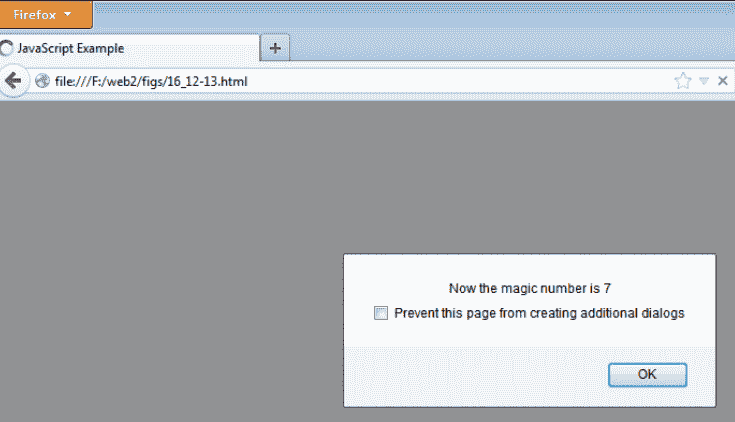 Firefox
JavaScript Example
file:///F:/web2/figs/16_12-13.html
Now the magic number is 7
Prevent this page from creating additional dialogs
OK